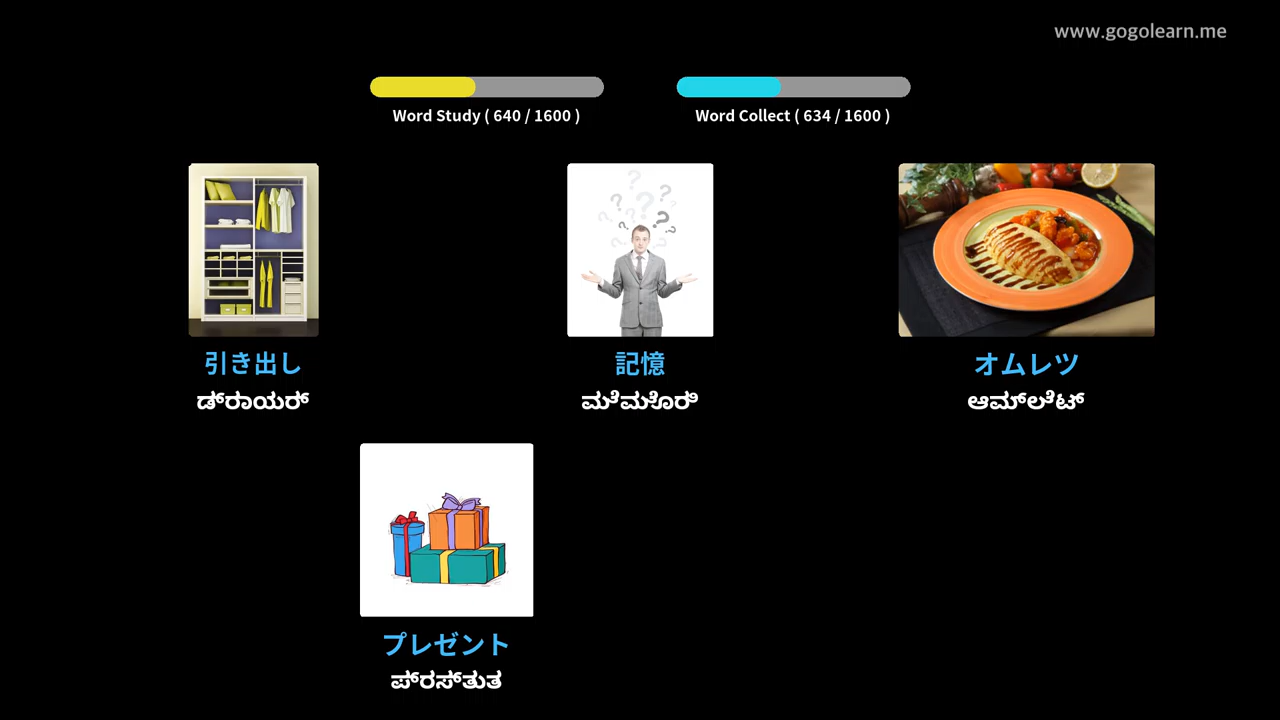 www.gogolearn.me
Word Study ( 640 / 1600 )
Word Collect ( 634 / 1600 )
引き出し
ಡ್ರಾಯರ್
記憶
ಮೆಮೊರಿ
オムレツ
ಆಮ್ಲೆಟ್
プレゼント
ಪ್ರಸ್ತುತ